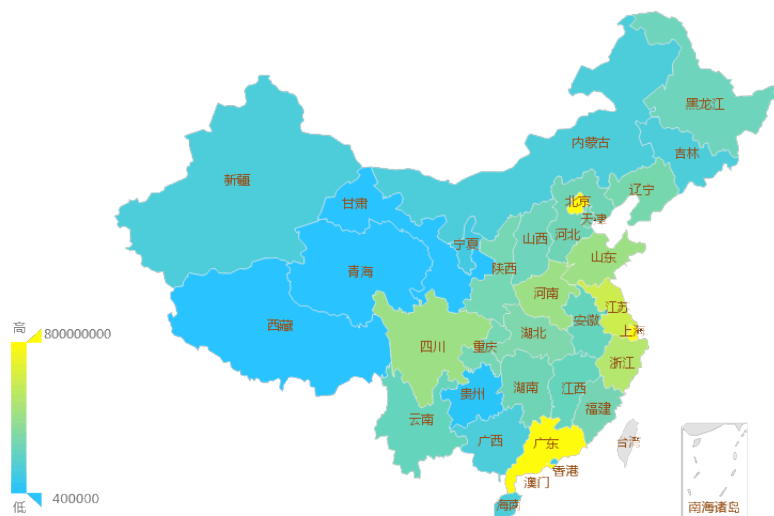 黑龙江
内蒙古
吉林
新疆
辽宁
北京
甘肃
天津
河北
山西
宁夏
山东
陕西
青海
河南
江苏
安徽
西藏
上海
高
800000000
湖北
四川
重庆
浙江
湖南
江西
贵州
福建
云南
广西
广东
台湾
香港
澳门
400000
低
海南
南海诸岛